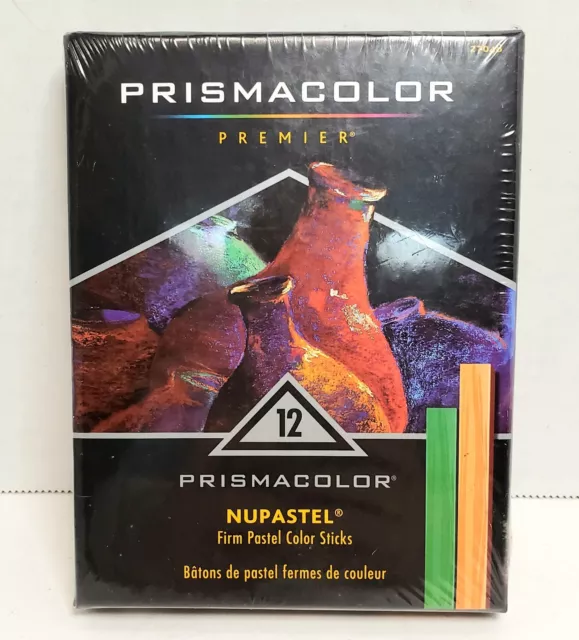 PRISMACOLOR
PREMIER®
12
PRISMACOLOR®
NUPASTEL®
Firm Pastel Color Sticks
Bâtons de pastel fermes de couleur